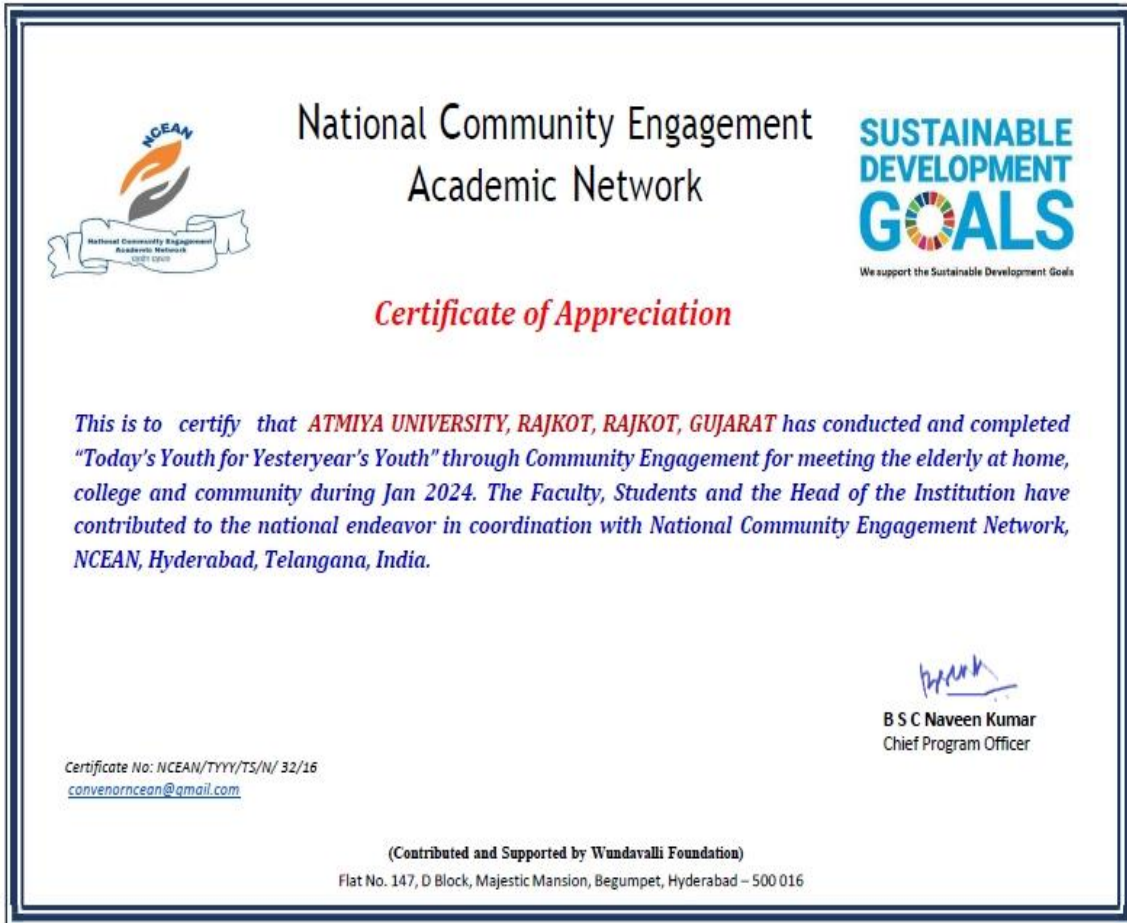 NCEAN
National Community Engagement
Academic Network
National Community Engagement
Academic Network
SUSTAINABLE
DEVELOPMENT
GOALS
We support the Sustainable Development Goals
Certificate of Appreciation
This is to certify that ATMIYA UNIVERSITY, RAJKOT, RAJKOT, GUJARAT has conducted and completed
“Today's Youth for Yesteryear's Youth” through Community Engagement for meeting the elderly at home,
college and community during Jan 2024. The Faculty, Students and the Head of the Institution have
contributed to the national endeavor in coordination with National Community Engagement Network,
NCEAN, Hyderabad, Telangana, India.
B S C Naveen Kumar
Chief Program Officer
Certificate No: NCEAN/TYYY/TS/N/ 32/16
convenorncean@gmail.com
(Contributed and Supported by Wundavalli Foundation)
Flat No. 147, D Block, Majestic Mansion, Begumpet, Hyderabad – 500 016